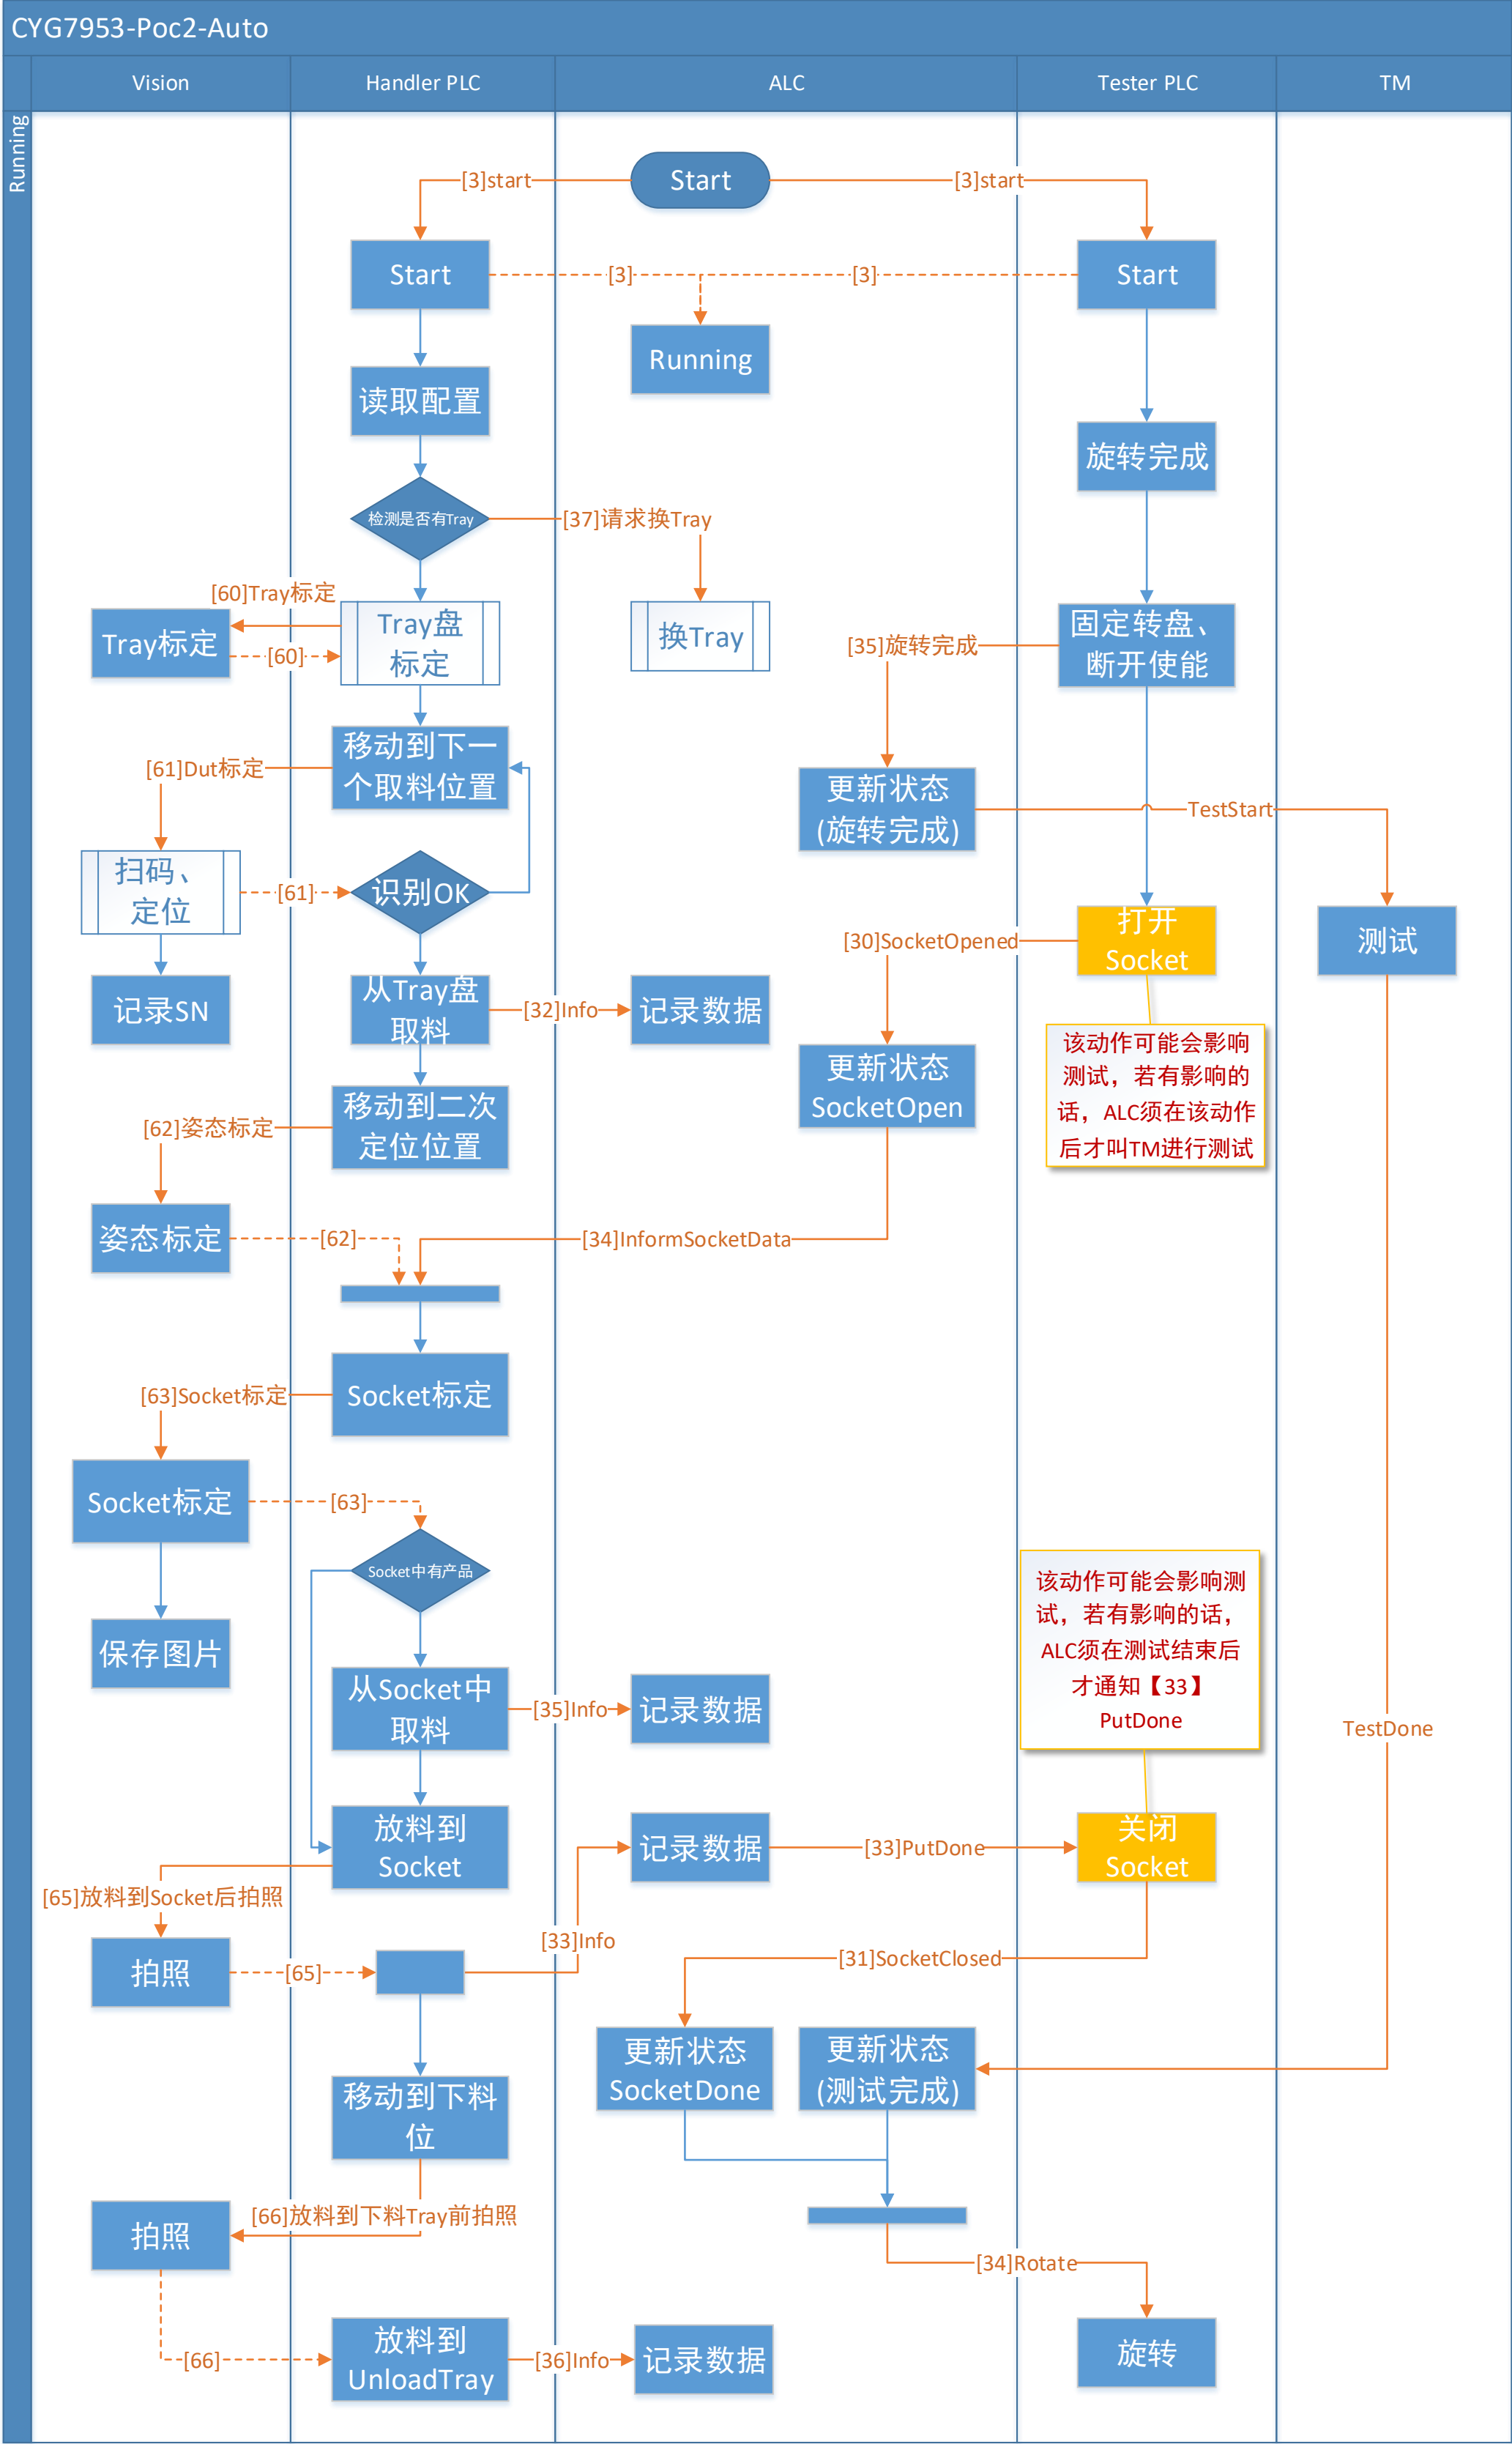 CYG7953-Poc2-Auto
Vision
Handler PLC
ALC
Tester PLC
TM
Running
Start
[3]start
[3]start
Start
[3]
[3]
Start
Running
读取配置
旋转完成
检测是否有Tray
[37]请求换Tray
[60]Tray标定
Tray标定
[60]
Tray盘
标定
换Tray
[35]旋转完成
固定转盘、
断开使能
移动到下一
个取料位置
[61]Dut标定
更新状态
(旋转完成)
TestStart
扫码、
定位
[61]
识别OK
[30]SocketOpened
打开
Socket
测试
记录SN
从Tray盘
取料
[32]Info
记录数据
该动作可能会影响
测试，若有影响的
话，ALC须在该动作
后才叫TM进行测试
更新状态
SocketOpen
移动到二次
定位位置
[62]姿态标定
姿态标定
[62]
[34]InformSocketData
Socket标定
[63]Socket标定
Socket标定
[63]
Socket中有产品
该动作可能会影响测
试，若有影响的话，
ALC须在测试结束后
才通知【33】
PutDone
保存图片
从Socket中
取料
[35]Info
记录数据
TestDone
放料到
Socket
记录数据
[33]PutDone
关闭
Socket
[65]放料到Socket后拍照
[33]Info
拍照
[65]
[31]SocketClosed
更新状态
SocketDone
更新状态
(测试完成)
移动到下料
位
[66]放料到下料Tray前拍照
拍照
[34]Rotate
[66]
放料到
UnloadTray
[36]Info
记录数据
旋转